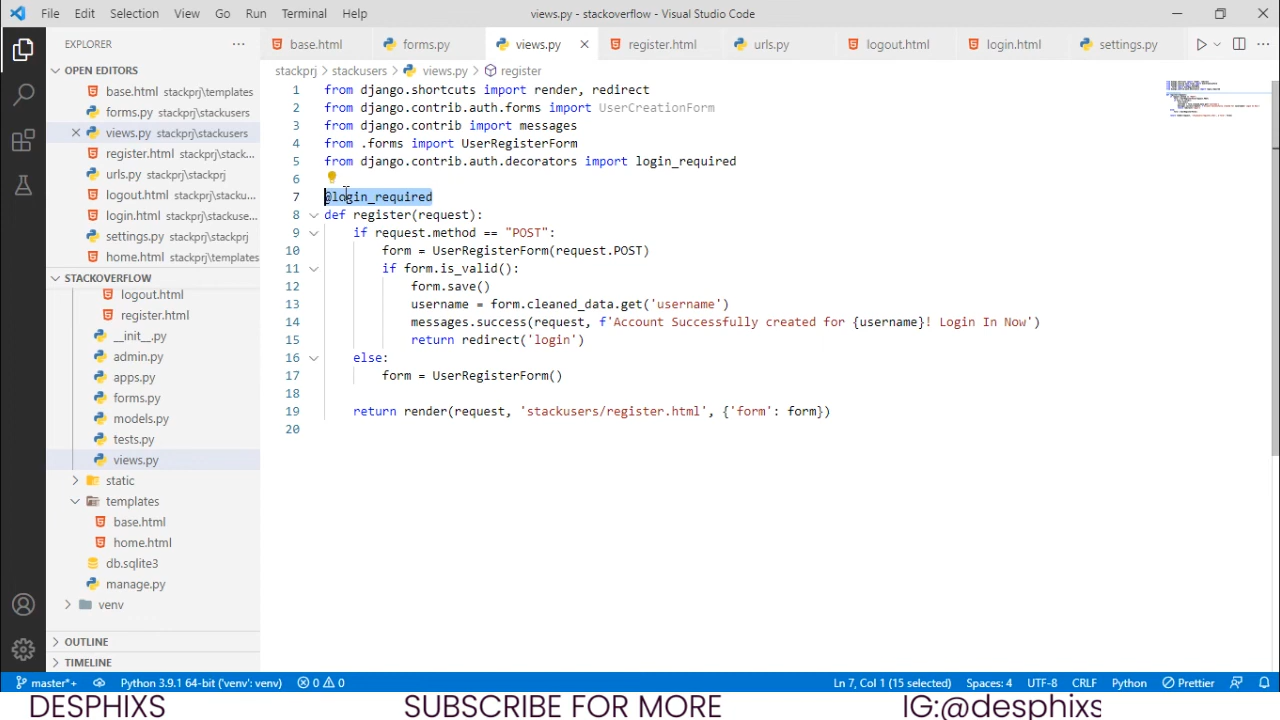 File Edit Selection View Go Run Terminal Help
views.py - stackoverflow - Visual Studio Code
EXPLORER
base.html forms.py views.py register.html urls.py logout.html login.html settings.py
OPEN EDITORS
base.html stackprj\templates
forms.py stackprj\stackusers
views.py stackprj\stackusers
register.html stackprj\stack...
urls.py stackprj\stackprj
logout.html stackprj\stacku...
login.html stackprj\stackuse...
settings.py stackprj\stackprj
home.html stackprj\templates
STACKOVERFLOW
logout.html
register.html
__init__.py
admin.py
apps.py
forms.py
models.py
tests.py
views.py
static
templates
base.html
home.html
db.sqlite3
manage.py
venv
OUTLINE
TIMELINE
stackprj > stackusers > views.py > register
1 from django.shortcuts import render, redirect
2 from django.contrib.auth.forms import UserCreationForm
3 from django.contrib import messages
4 from .forms import UserRegisterForm
5 from django.contrib.auth.decorators import login_required
6
7 @login_required
8 def register(request):
9 if request.method == "POST":
10 form = UserRegisterForm(request.POST)
11 if form.is_valid():
12 form.save()
13 username = form.cleaned_data.get('username')
14 messages.success(request, f'Account Successfully created for {username}! Login In Now')
15 return redirect('login')
16 else:
17 form = UserRegisterForm()
18
19 return render(request, 'stackusers/register.html', {'form': form})
20
master*+ Python 3.9.1 64-bit ('venv': venv) 0 0 Ln 7, Col 1 (15 selected) Spaces: 4 UTF-8 CRLF Python Prettier
DESPHIXS SUBSCRIBE FOR MORE IG:@desphixs